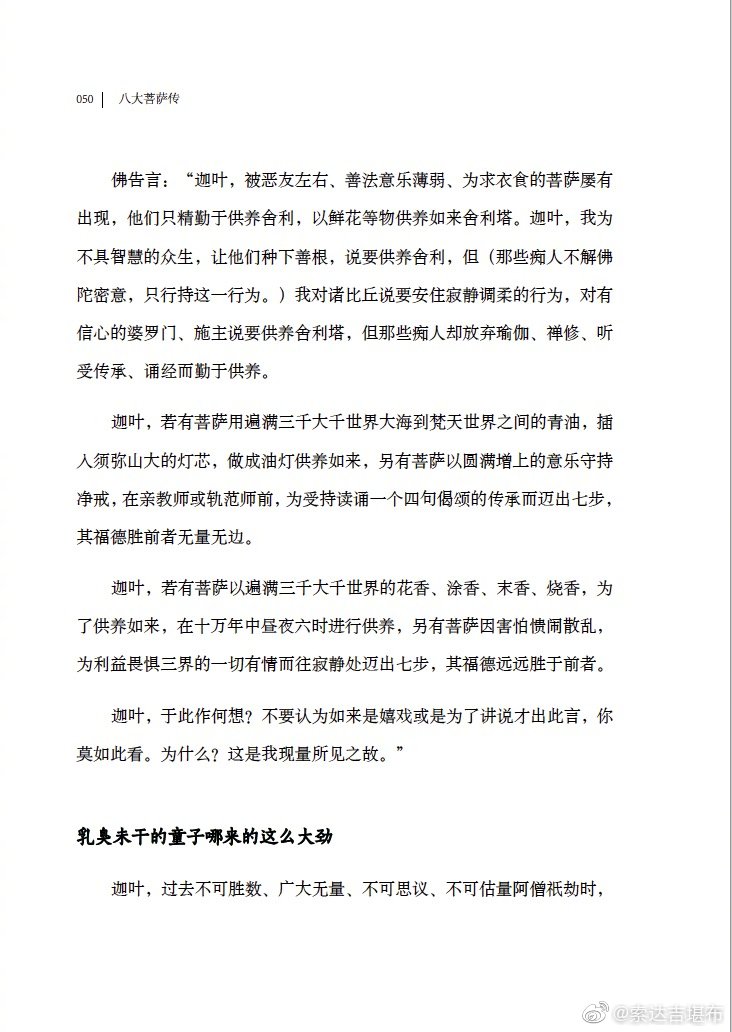 050 | 八大菩萨传
佛告言：“迦叶，被恶友左右、善法意乐薄弱、为求衣食的菩萨屡有
出现，他们只精勤于供养舍利，以鲜花等物供养如来舍利塔。迦叶，我为
不具智慧的众生，让他们种下善根，说要供养舍利，但（那些痴人不解佛
陀密意，只行持这一行为。）我对诸比丘说要安住寂静调柔的行为，对有
信心的婆罗门、施主说要供养舍利塔，但那些痴人却放弃瑜伽、禅修、听
受传承、诵经而勤于供养。
迦叶，若有菩萨用遍满三千大千世界大海到梵天世界之间的青油，插
入须弥山大的灯芯，做成油灯供养如来，另有菩萨以圆满增上的意乐守持
净戒，在亲教师或轨范师前，为受持读诵一个四句偈颂的传承而迈出七步，
其福德胜前者无量无边。
迦叶，若有菩萨以遍满三千大千世界的花香、涂香、末香、烧香，为
了供养如来，在十万年中昼夜六时进行供养，另有菩萨因害怕愦闹散乱，
为利益畏惧三界的一切有情而往寂静处迈出七步，其福德远远胜于前者。
迦叶，于此作何想？不要认为如来是嬉戏或是为了讲说才出此言，你
莫如此看。为什么？这是我现量所见之故。”
乳臭未干的童子哪来的这么大劲
迦叶，过去不可胜数、广大无量、不可思议、不可估量阿僧祇劫时，
@索达吉堪布